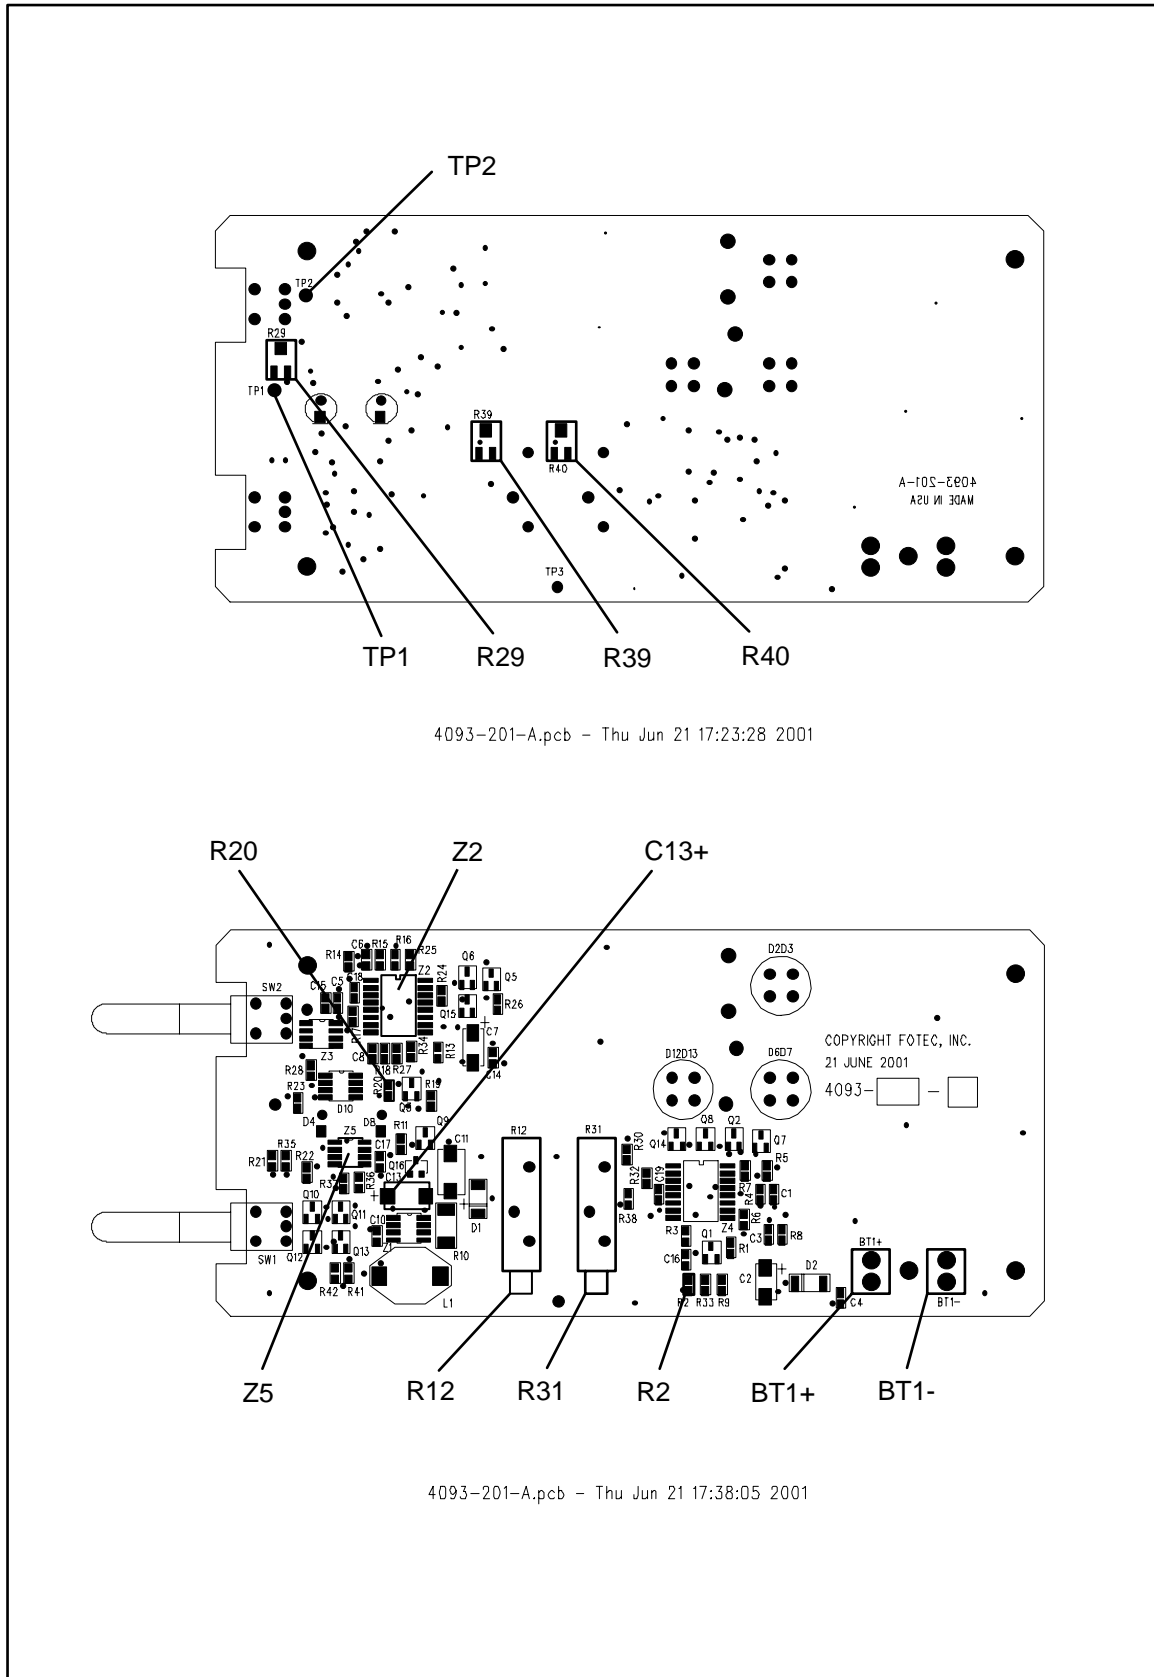 TP2
TP2
R29
TP1
R39
R40
4093-201-A
MADE IN USA
TP3
TP1
R29
R39
R40
4093-201-A.pcb - Thu Jun 21 17:23:28 2001
R20
Z2
C13+
R14
C6
R15
R16
R25
Z2
R24
Q6
Q5
D2D3
SW2
C15
C5
C18
Q15
R26
R17
C7
+
Z3
C8
R18
R27
R34
R13
C14
COPYRIGHT FOTEC, INC.
D12D13
D6D7
21 JUNE 2001
4093- -
R28
R23
D10
R20
R19
D4
D8
Z5
R11
Q9
C11
R12
R31
R30
Q14
Q8
Q2
Q7
R21
R35
R22
C17
Q16
C13
+
R36
R32
C19
R38
R7
R5
R4
C1
Q10
Q11
C10
Z1
+
D1
R10
R3
Z4
R6
C3
R8
Q12
Q13
SW1
C16
Q1
R1
BT1+
R42
R41
L1
R2
R33
R9
C2
+
D2
C4
BT1-
Z5
R12
R31
R2
BT1+
BT1-
4093-201-A.pcb - Thu Jun 21 17:38:05 2001